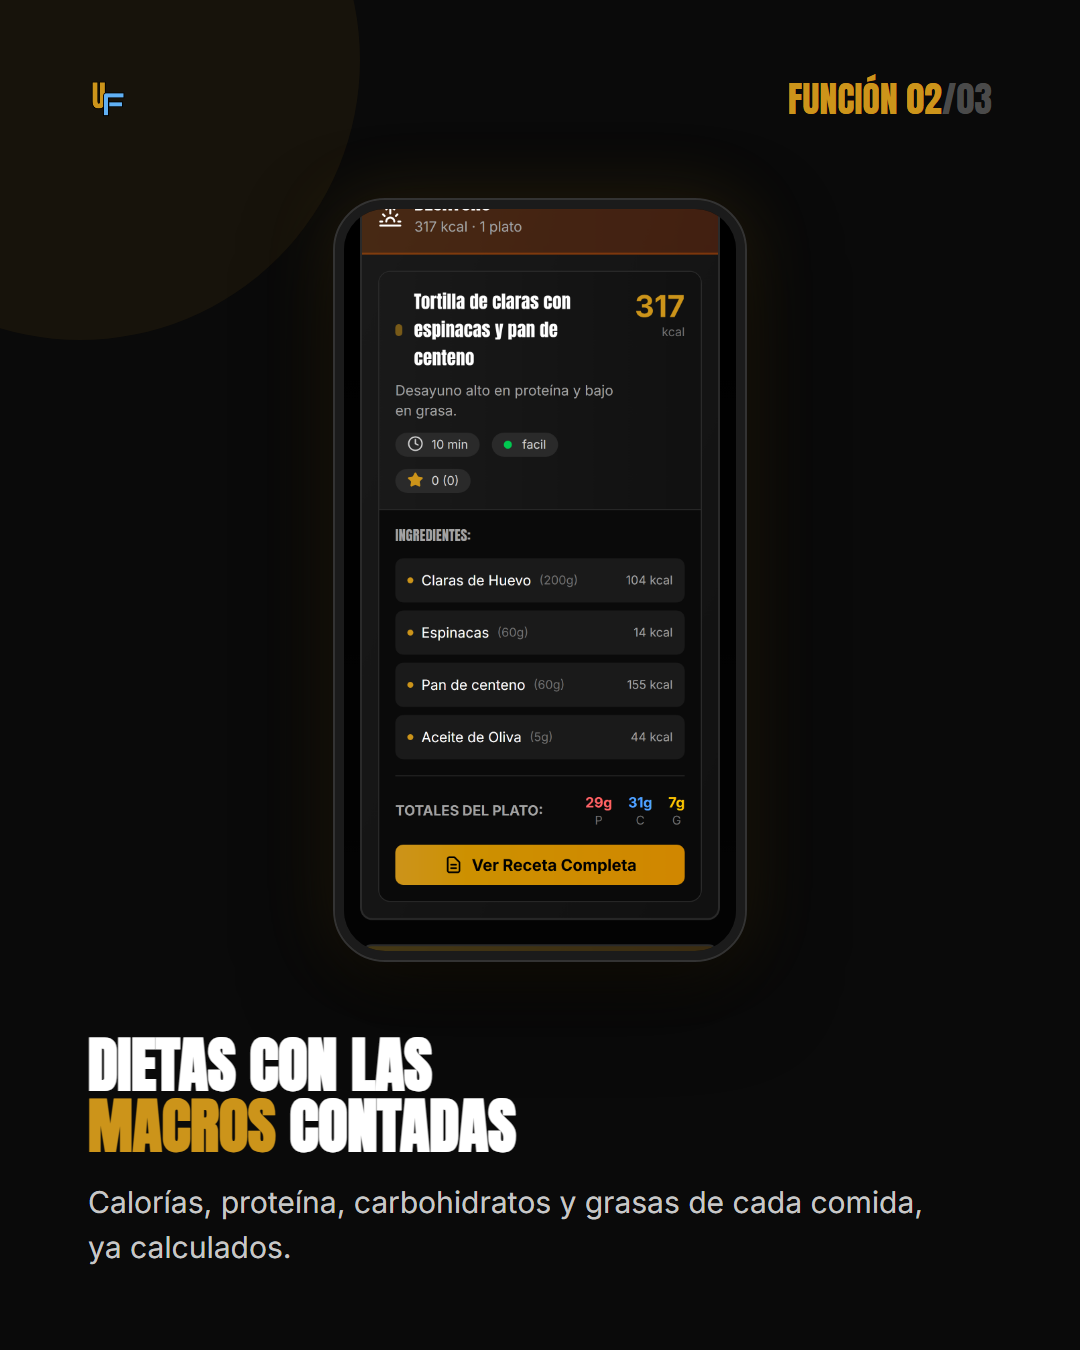 UF
FUNCIÓN 02/03
317 kcal · 1 plato
Tortilla de claras con
espinacas y pan de
centeno
317
kcal
Desayuno alto en proteína y bajo
en grasa.
10 min
facil
0 (0)
INGREDIENTES:
Claras de Huevo (200g) 104 kcal
Espinacas (60g) 14 kcal
Pan de centeno (60g) 155 kcal
Aceite de Oliva (5g) 44 kcal
TOTALES DEL PLATO:
29g 31g 7g
P C G
Ver Receta Completa
DIETAS CON LAS
MACROS CONTADAS
Calorías, proteína, carbohidratos y grasas de cada comida,
ya calculados.